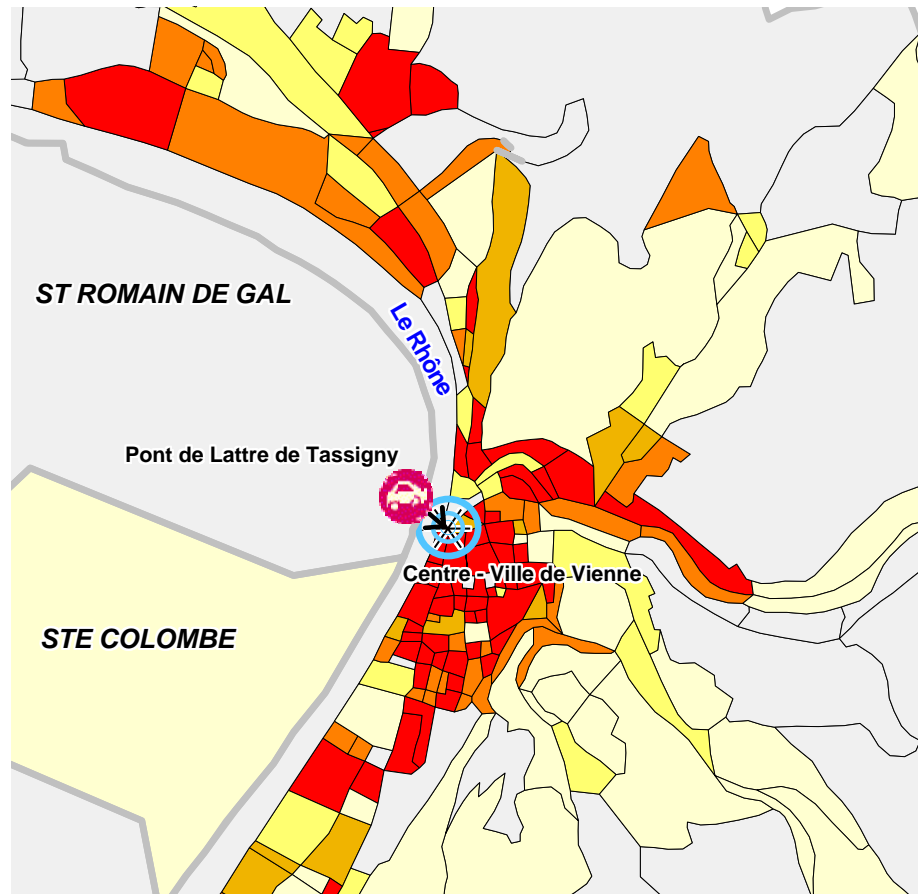 ST ROMAIN DE GAL
Le Rhône
Pont de Lattre de Tassigny
Centre - Ville de Vienne
STE COLOMBE